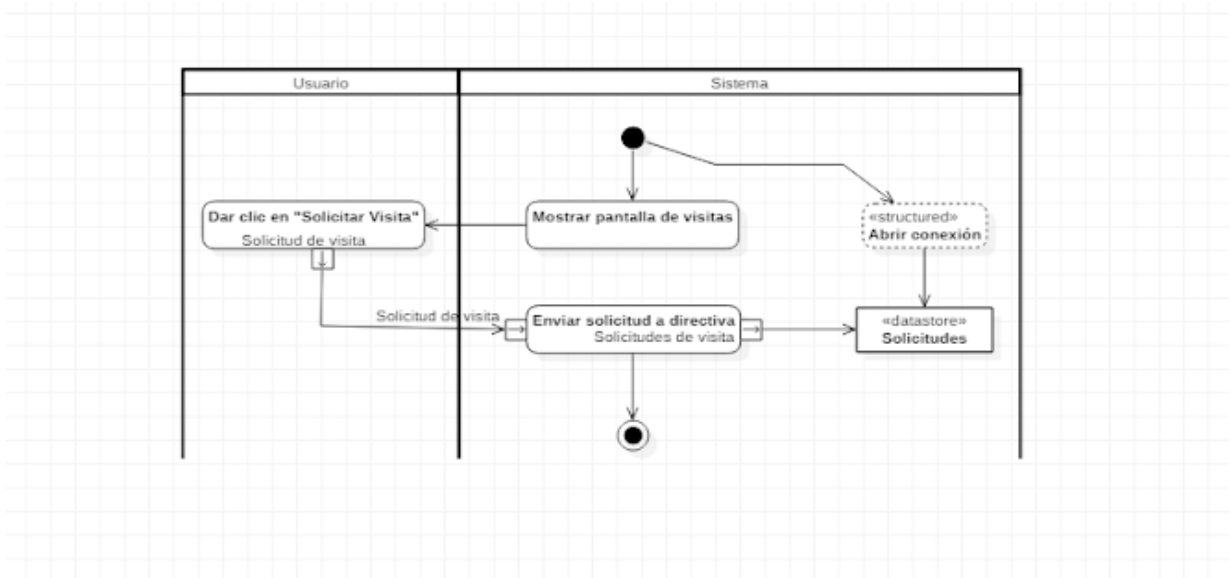 Usuario
Sistema
Dar clic en "Solicitar Visita"
Solicitud de visita
Mostrar pantalla de visitas
«structured»
Abrir conexión
Solicitud de visita
Enviar solicitud a directiva
Solicitudes de visita
«datastore»
Solicitudes